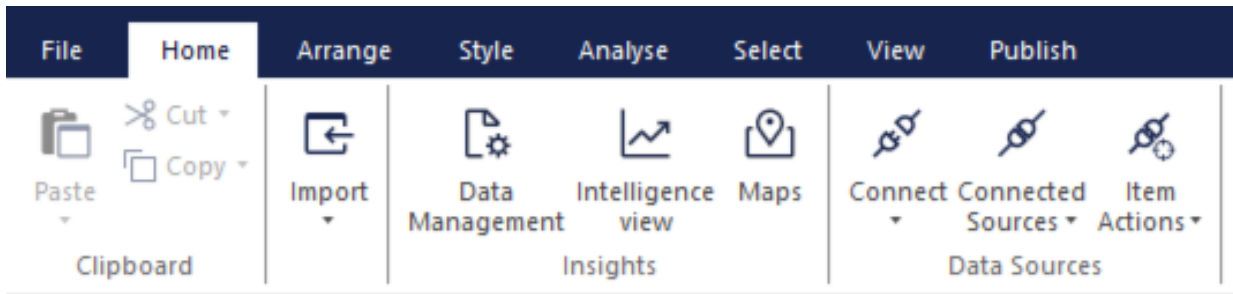 File Home Arrange Style Analyse Select View Publish
Cut
Copy
Paste
Clipboard
Import
Data
Management
Intelligence
view
Maps
Insights
Connect
Connected
Sources
Item
Actions
Data Sources